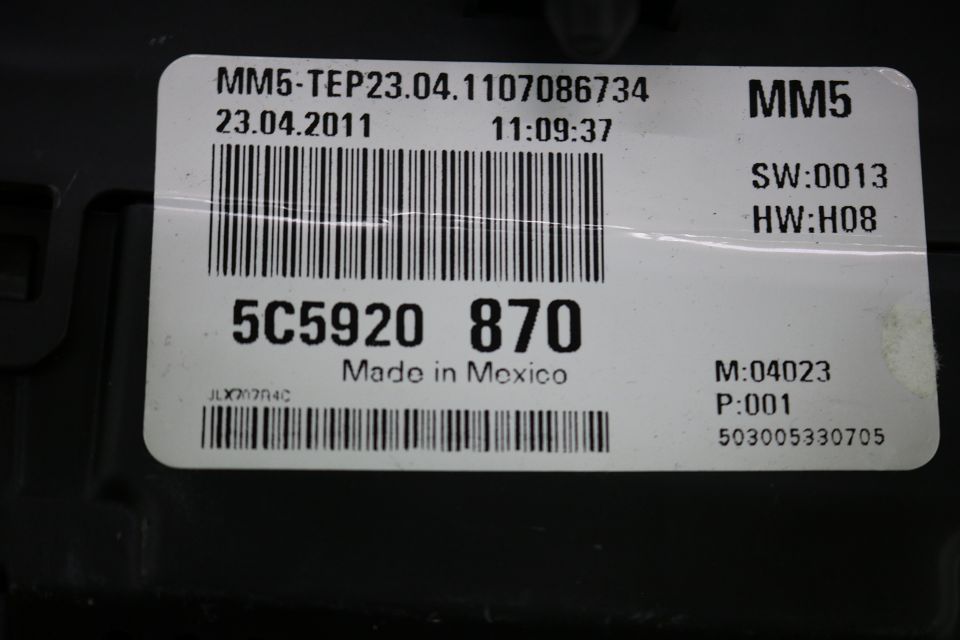 MM5-TEP23.04.1107086734
MM5
23.04.2011 11:09:37
SW:0013
HW:H08
5C5920 870
Made in Mexico
M:04023
P:001
503005330705